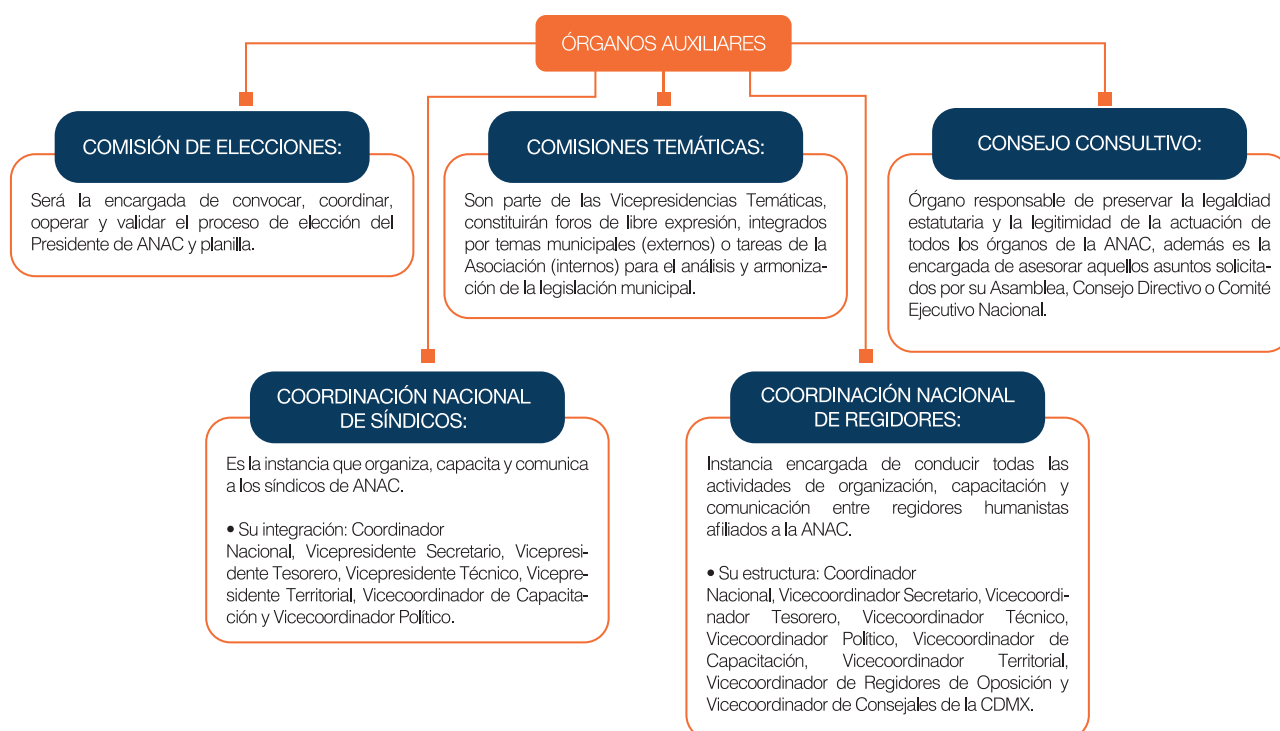 ÓRGANOS AUXILIARES
COMISIÓN DE ELECCIONES:
Será la encargada de convocar, coordinar,
ooperar y validar el proceso de elección del
Presidente de ANAC y planilla.
COMISIONES TEMÁTICAS:
Son parte de las Vicepresidencias Temáticas,
constituirán foros de libre expresión, integrados
por temas municipales (externos) o tareas de la
Asociación (internos) para el análisis y armoniza-
ción de la legislación municipal.
CONSEJO CONSULTIVO:
Órgano responsable de preservar la legaldiad
estatutaria y la legitimidad de la actuación de
todos los órganos de la ANAC, además es la
encargada de asesorar aquellos asuntos solicita-
dos por su Asamblea, Consejo Directivo o Comité
Ejecutivo Nacional.
COORDINACIÓN NACIONAL
DE SÍNDICOS:
Es la instancia que organiza, capacita y comunica
a los síndicos de ANAC.
• Su integración: Coordinador
Nacional, Vicepresidente Secretario, Vicepresi-
dente Tesorero, Vicepresidente Técnico, Vicepre-
sidente Territorial, Vicecoordinador de Capacita-
ción y Vicecoordinador Político.
COORDINACIÓN NACIONAL
DE REGIDORES:
Instancia encargada de conducir todas las
actividades de organización, capacitación y
comunicación entre regidores humanistas
afiliados a la ANAC.
• Su estructura: Coordinador
Nacional, Vicecoordinador Secretario, Vicecoordi-
nador Tesorero, Vicecoordinador Técnico,
Vicecoordinador Político, Vicecoordinador de
Capacitación, Vicecoordinador Territorial,
Vicecoordinador de Regidores de Oposición y
Vicecoordinador de Consejales de la CDMX.